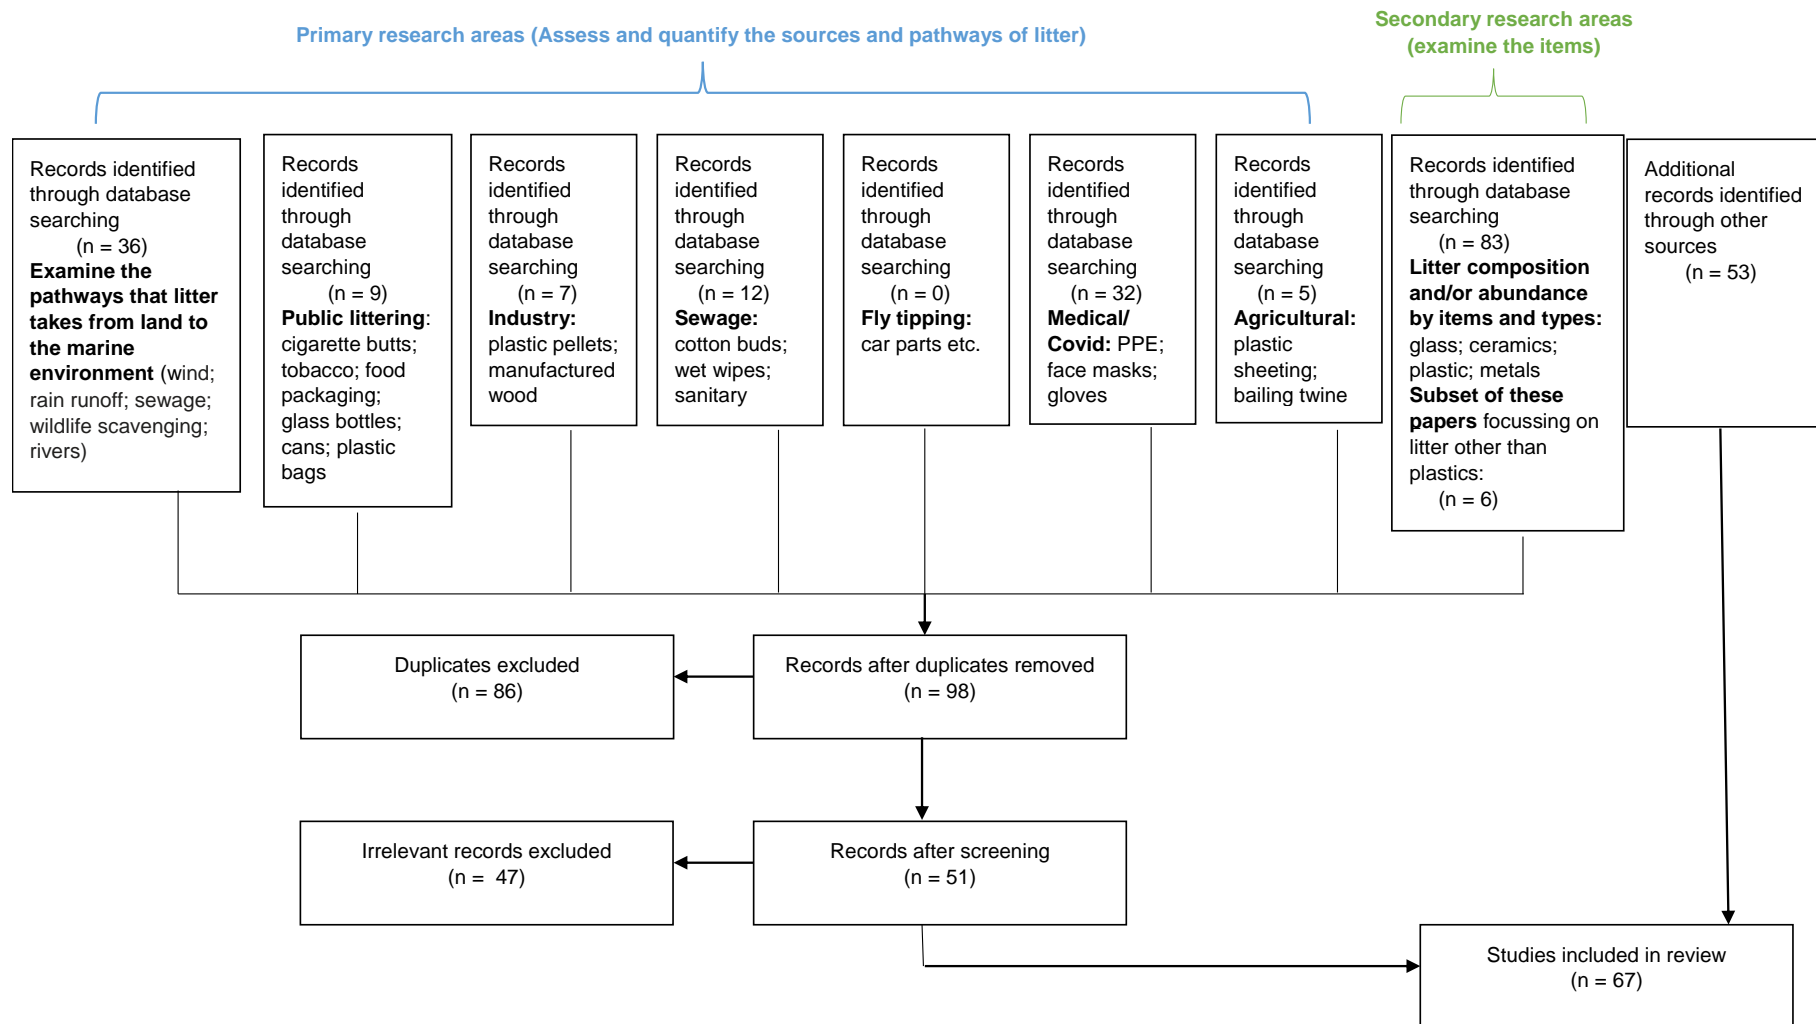 Primary research areas (Assess and quantify the sources and pathways of litter)
Secondary research areas
(examine the items)
Records identified
through database
searching
(n = 36)
Examine the
pathways that litter
takes from land to
the marine
environment (wind;
rain runoff; sewage;
wildlife scavenging;
rivers)
Records
identified
through
database
searching
(n = 9)
Public littering:
cigarette butts;
tobacco; food
packaging;
glass bottles;
cans; plastic
bags
Records
identified
through
database
searching
(n = 7)
Industry:
plastic pellets;
manufactured
wood
Records
identified
through
database
searching
(n = 12)
Sewage:
cotton buds;
wet wipes;
sanitary
Records
identified
through
database
searching
(n = 0)
Fly tipping:
car parts etc.
Records
identified
through
database
searching
(n = 32)
Medical/
Covid: PPE;
face masks;
gloves
Records
identified
through
database
searching
(n = 5)
Agricultural:
plastic
sheeting;
bailing twine
Records identified
through database
searching
(n = 83)
Litter composition
and/or abundance
by items and types:
glass; ceramics;
plastic; metals
Subset of these
papers focussing on
litter other than
plastics:
(n = 6)
Additional
records identified
through other
sources
(n = 53)
Duplicates excluded
(n = 86)
Records after duplicates removed
(n = 98)
Irrelevant records excluded
(n = 47)
Records after screening
(n = 51)
Studies included in review
(n = 67)